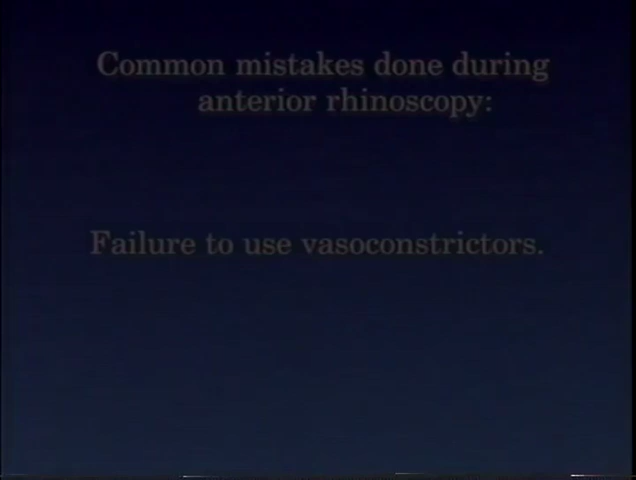 Common mistakes done during
anterior rhinoscopy:
Failure to use vasoconstrictors.